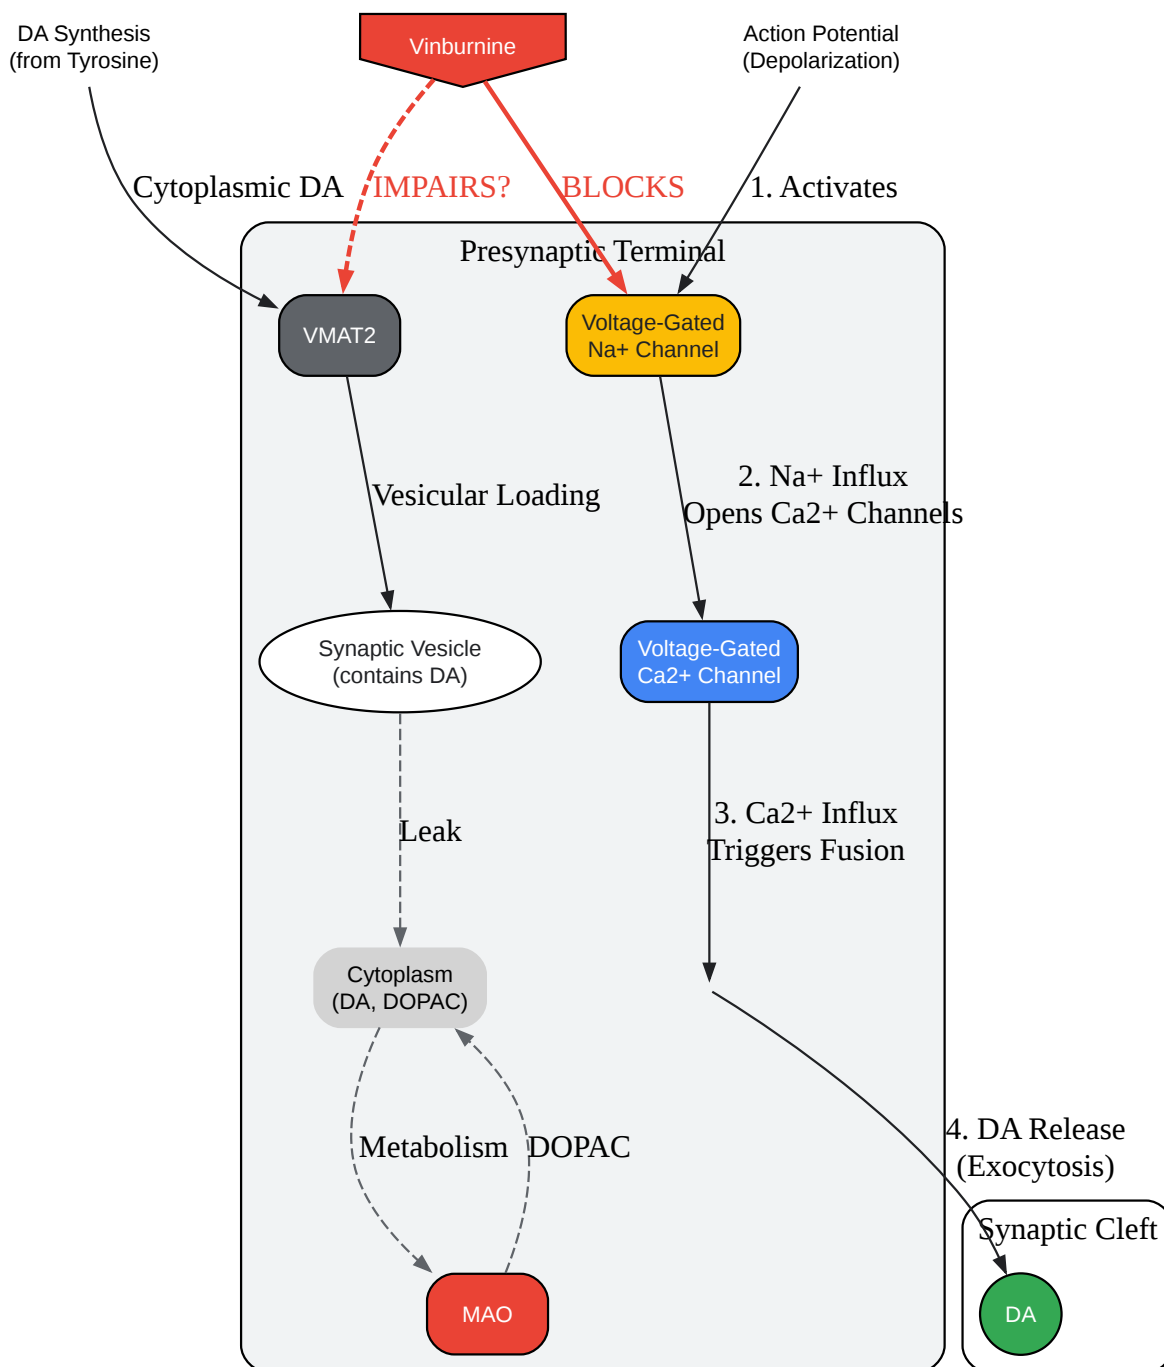 DA Synthesis
(from Tyrosine)
Vinburnine
Action Potential
(Depolarization)
Cytoplasmic DA
IMPAIRS?
BLOCKS
1. Activates
Presynaptic Terminal
VMAT2
Voltage-Gated
Na+ Channel
Vesicular Loading
2. Na+ Influx
Opens Ca2+ Channels
Synaptic Vesicle
(contains DA)
Voltage-Gated
Ca2+ Channel
Leak
3. Ca2+ Influx
Triggers Fusion
Cytoplasm
(DA, DOPAC)
Metabolism
DOPAC
4. DA Release
(Exocytosis)
Synaptic Cleft
MAO
DA